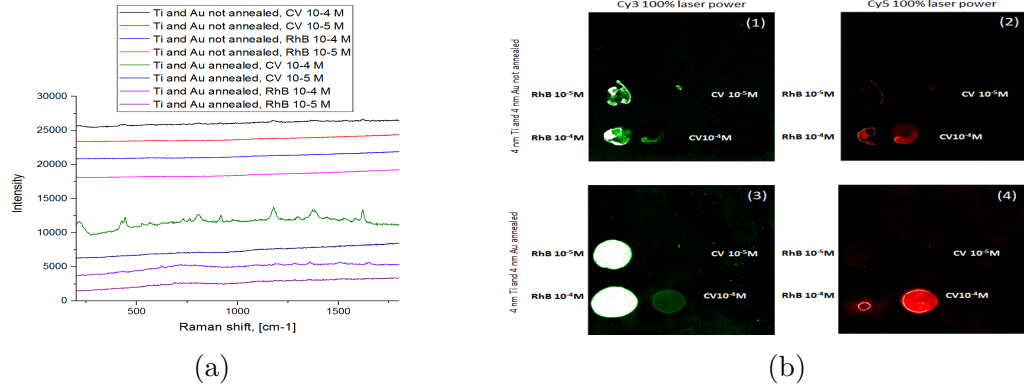 Ti and Au not annealed, CV 10-4 M
Ti and Au not annealed, CV 10-5 M
Ti and Au not annealed, RhB 10-4 M
Ti and Au not annealed, RhB 10-5 M
Ti and Au annealed, CV 10-4 M
Ti and Au annealed, CV 10-5 M
Ti and Au annealed, RhB 10-4 M
Ti and Au annealed, RhB 10-5 M
30000
25000
20000
15000
10000
5000
0
Intensity
500
1000
1500
Raman shift, [cm-1]
(a)
Cy3 100% laser power
Cy5 100% laser power
4 nm Ti and 4 nm Au not annealed
(1)
RhB 10-5M
CV 10-5M
RhB 10-4M
CV10-4M
(2)
RhB 10-5M
CV 10-5M
RhB 10-4M
CV10-4M
4 nm Ti and 4 nm Au annealed
(3)
RhB 10-5M
CV 10-5M
RhB 10-4M
CV10-4M
(4)
RhB 10-5M
CV 10-5M
RhB 10-4M
CV10-4M
(b)